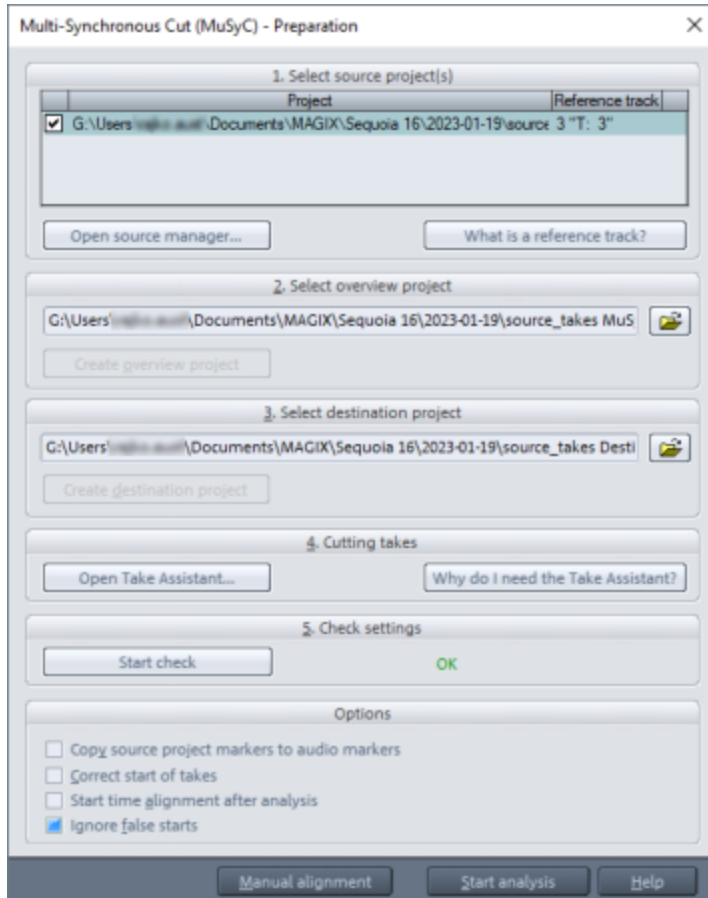 Multi-Synchronous Cut (MuSyC) - Preparation
1. Select source project(s)
Project Reference track
G:\Users \Documents\MAGIX\Sequoia 16\2023-01-19\source 3 "T: 3"
Open source manager... What is a reference track?
2. Select overview project
G:\Users\ \Documents\MAGIX\Sequoia 16\2023-01-19\source_takes MuS
Create overview project
3. Select destination project
G:\Users\ \Documents\MAGIX\Sequoia 16\2023-01-19\source_takes Desti
Create destination project
4. Cutting takes
Open Take Assistant... Why do I need the Take Assistant?
5. Check settings
Start check OK
Options
Copy source project markers to audio markers
Correct start of takes
Start time alignment after analysis
Ignore false starts
Manual alignment Start analysis Help